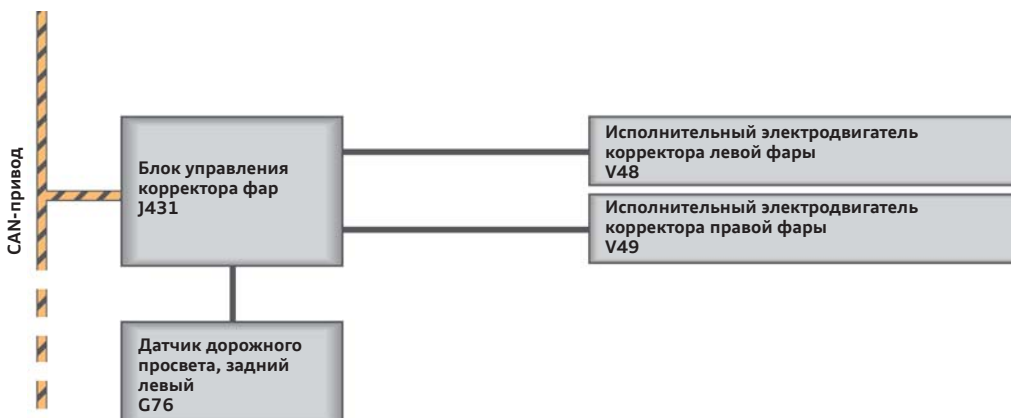 CAN-привод
Блок управления
корректора фар
J431
Исполнительный электродвигатель
корректора левой фары
V48
Исполнительный электродвигатель
корректора правой фары
V49
Датчик дорожного
просвета, задний
левый
G76